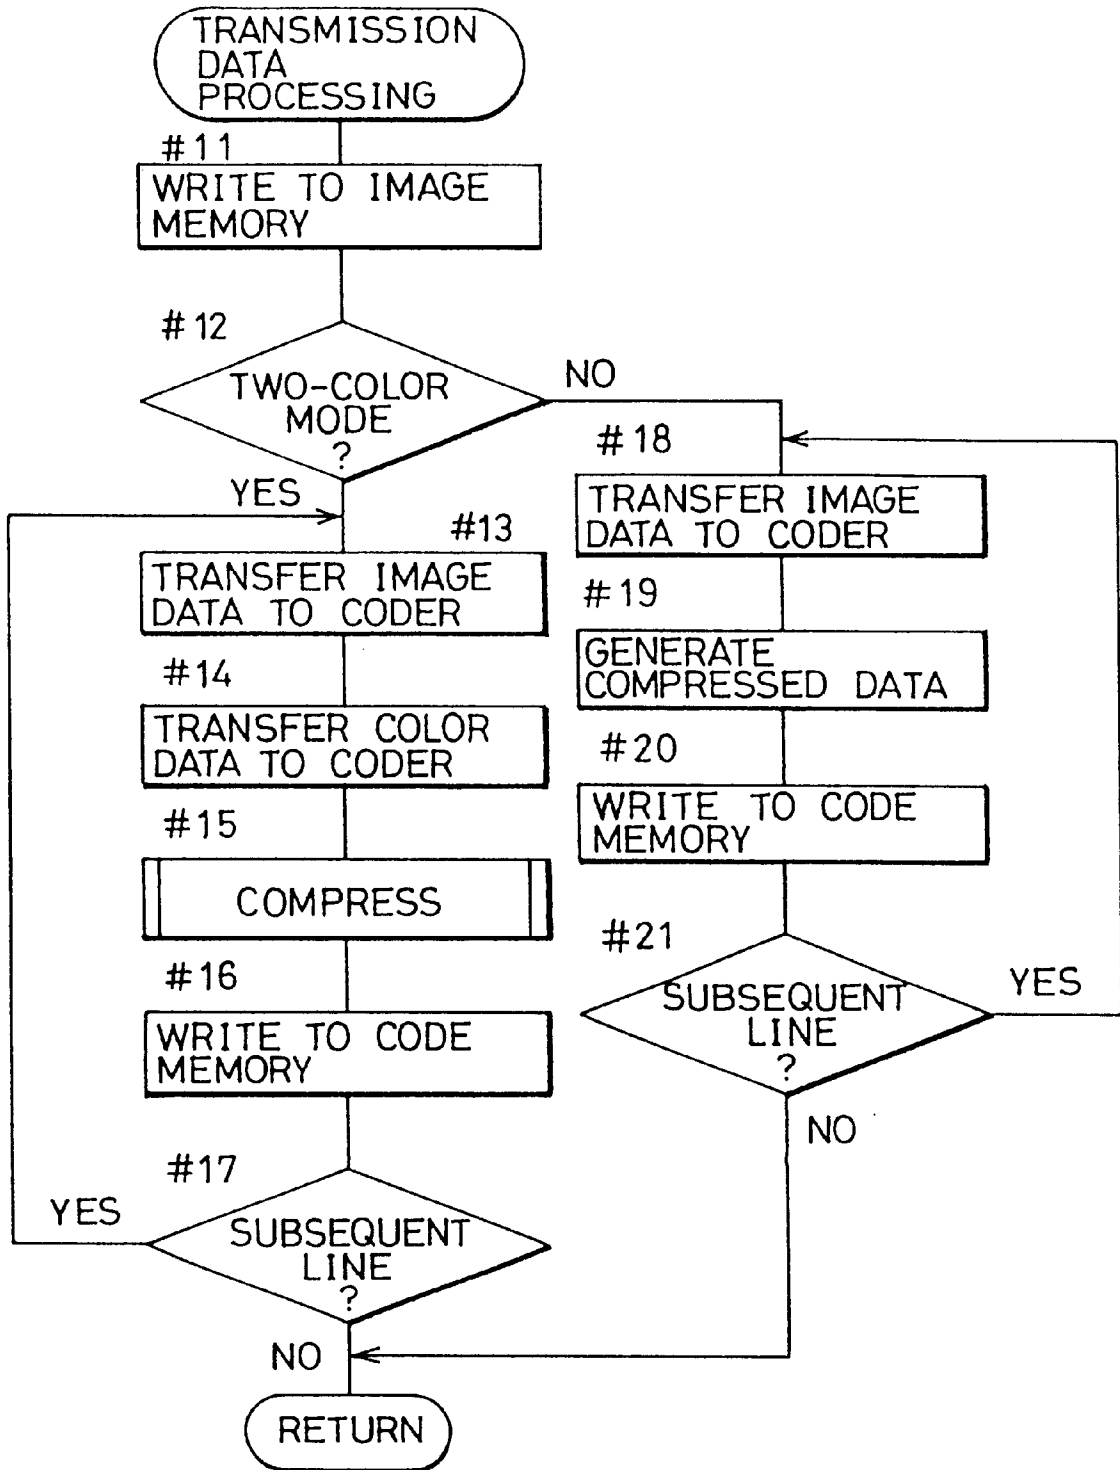 TRANSMISSION
DATA
PROCESSING
#11
WRITE TO IMAGE
MEMORY
#12
TWO-COLOR
MODE
?
NO
YES
#13
TRANSFER IMAGE
DATA TO CODER
#14
TRANSFER COLOR
DATA TO CODER
#15
COMPRESS
#16
WRITE TO CODE
MEMORY
#17
YES
SUBSEQUENT
LINE
?
NO
#18
TRANSFER IMAGE
DATA TO CODER
#19
GENERATE
COMPRESSED DATA
#20
WRITE TO CODE
MEMORY
#21
SUBSEQUENT
LINE
?
YES
NO
RETURN